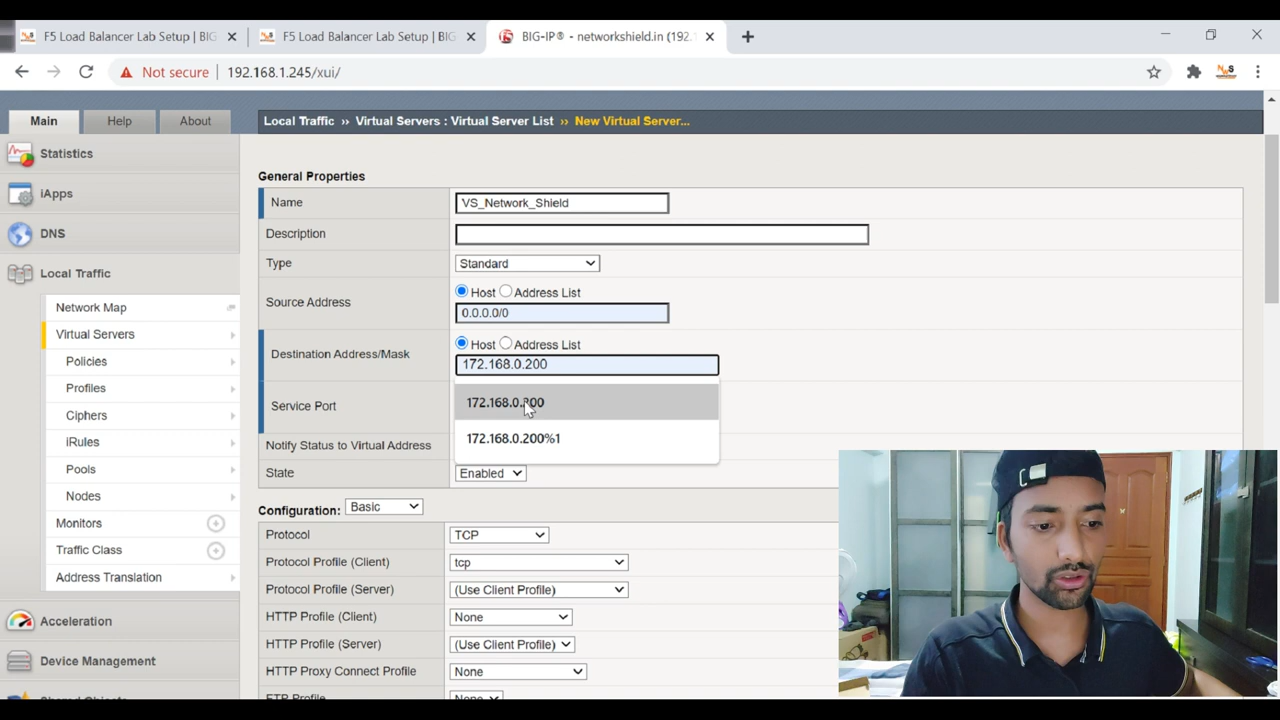 F5 Load Balancer Lab Setup | BIG
F5 Load Balancer Lab Setup | BIG
BIG-IP® - networkshield.in (192.
Not secure
192.168.1.245/xui/
Main
Help
About
Local Traffic ›› Virtual Servers : Virtual Server List ›› New Virtual Server...
Statistics
iApps
DNS
Local Traffic
Network Map
Virtual Servers
Policies
Profiles
Ciphers
iRules
Pools
Nodes
Monitors
Traffic Class
Address Translation
Acceleration
Device Management
General Properties
Name
VS_Network_Shield
Description
Type
Standard
Source Address
Host
Address List
0.0.0.0/0
Destination Address/Mask
Host
Address List
172.168.0.200
172.168.0.200
172.168.0.200%1
Service Port
Notify Status to Virtual Address
State
Enabled
Configuration:
Basic
Protocol
TCP
Protocol Profile (Client)
tcp
Protocol Profile (Server)
(Use Client Profile)
HTTP Profile (Client)
None
HTTP Profile (Server)
(Use Client Profile)
HTTP Proxy Connect Profile
None